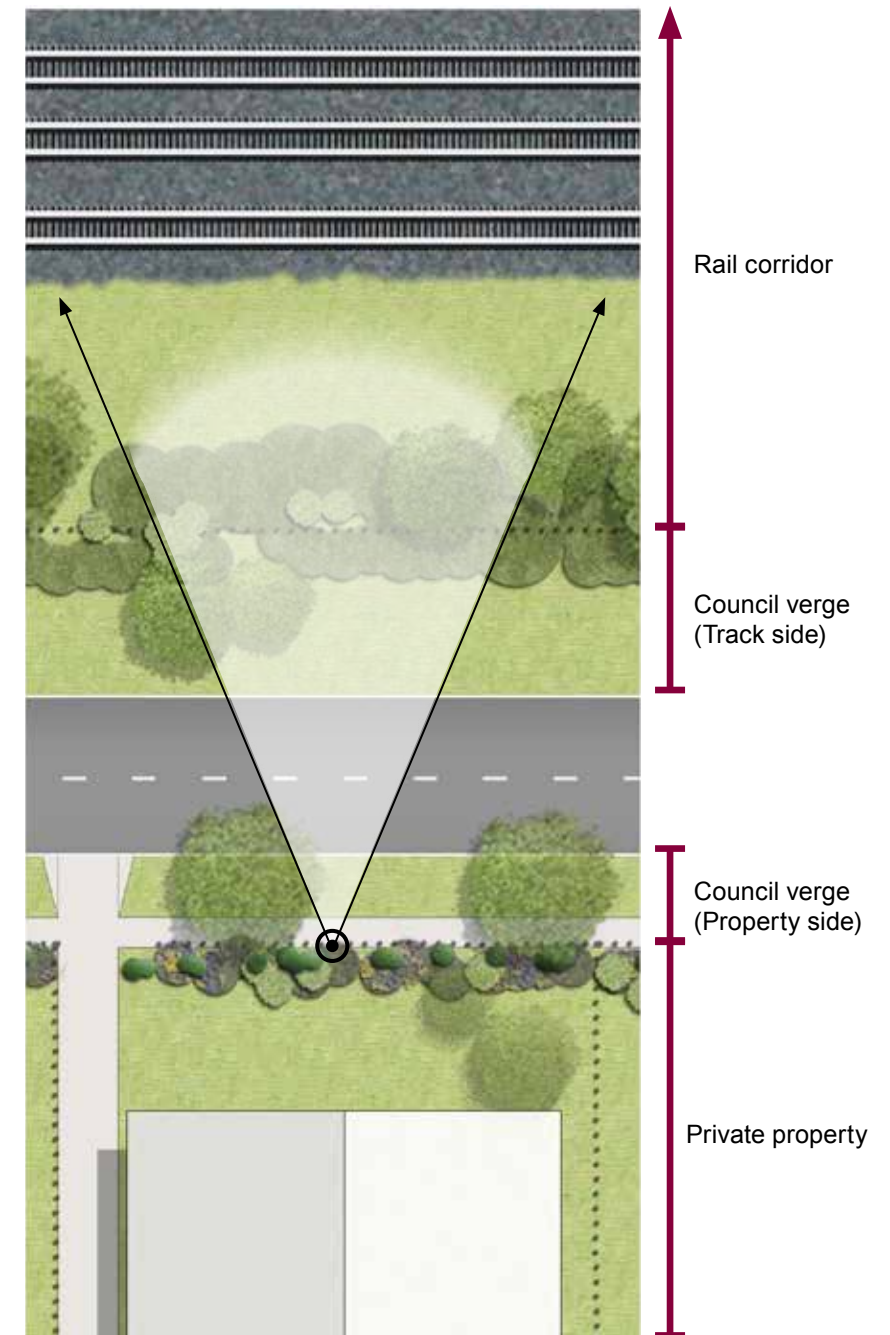 Rail corridor
Council verge
(Track side)
Council verge
(Property side)
Private property